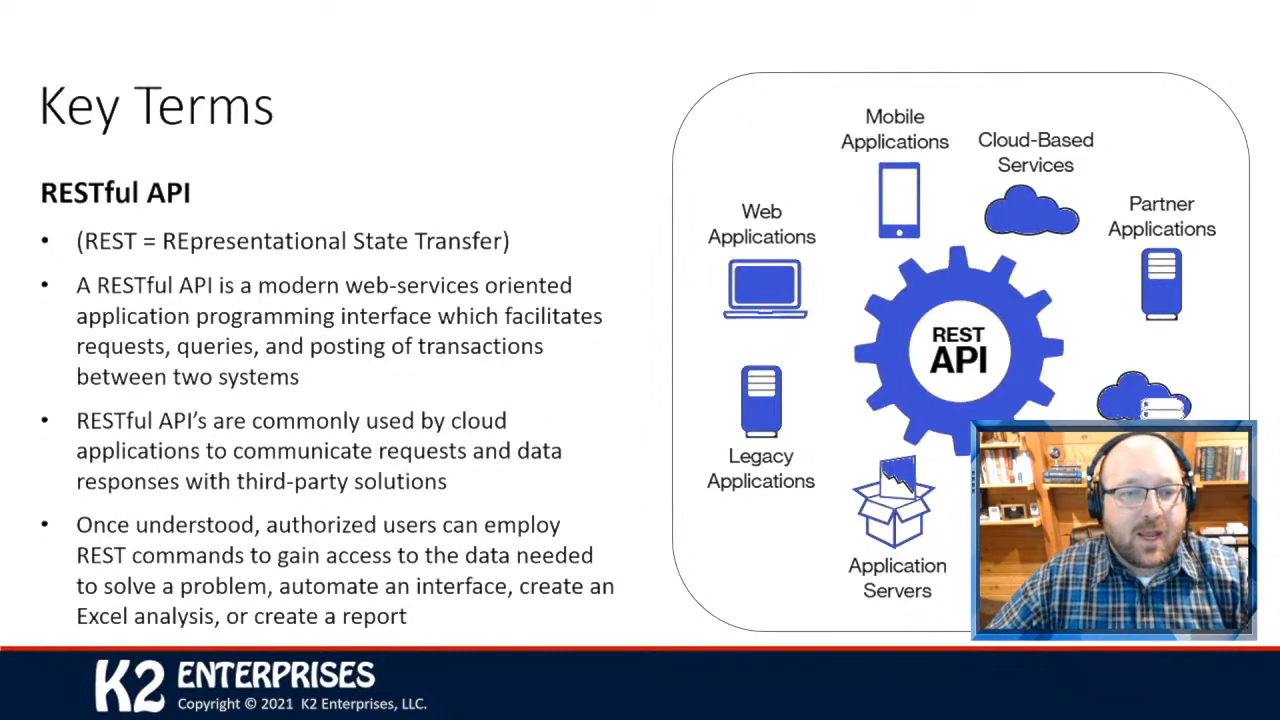 Key Terms
RESTful API
• (REST = REpresentational State Transfer)
• A RESTful API is a modern web-services oriented
application programming interface which facilitates
requests, queries, and posting of transactions
between two systems
• RESTful API’s are commonly used by cloud
applications to communicate requests and data
responses with third-party solutions
• Once understood, authorized users can employ
REST commands to gain access to the data needed
to solve a problem, automate an interface, create an
Excel analysis, or create a report
Mobile
Applications
Cloud-Based
Services
Web
Applications
Partner
Applications
REST
API
Legacy
Applications
Application
Servers
K2 ENTERPRISES
Copyright © 2021 K2 Enterprises, LLC.